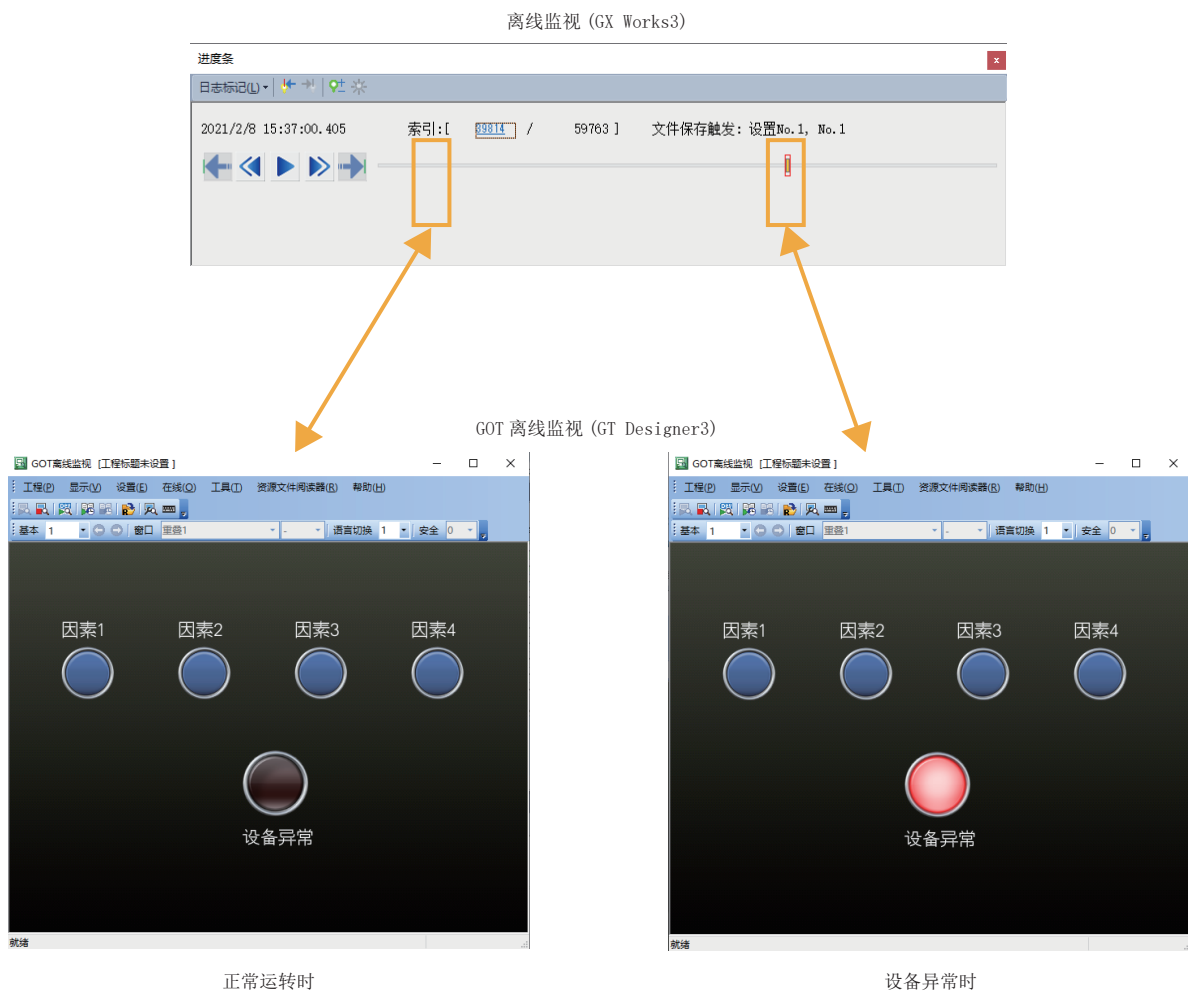 离线监视 (GX Works3)
进度条
x
日志标记(L)
2021/2/8 15:37:00.405 索引:[ 39814 / 59763 ] 文件保存触发: 设置No.1, No.1
GOT 离线监视 (GT Designer3)
GOT离线监视 [工程标题未设置 ]
工程(P) 显示(V) 设置(E) 在线(O) 工具(T) 资源文件阅读器(R) 帮助(H)
基本 1 窗口 重叠1 - 语言切换 1 安全 0
因素1 因素2 因素3 因素4
设备异常
就绪
正常运转时
GOT离线监视 [工程标题未设置 ]
工程(P) 显示(V) 设置(E) 在线(O) 工具(T) 资源文件阅读器(R) 帮助(H)
基本 1 窗口 重叠1 - 语言切换 1 安全 0
因素1 因素2 因素3 因素4
设备异常
就绪
设备异常时